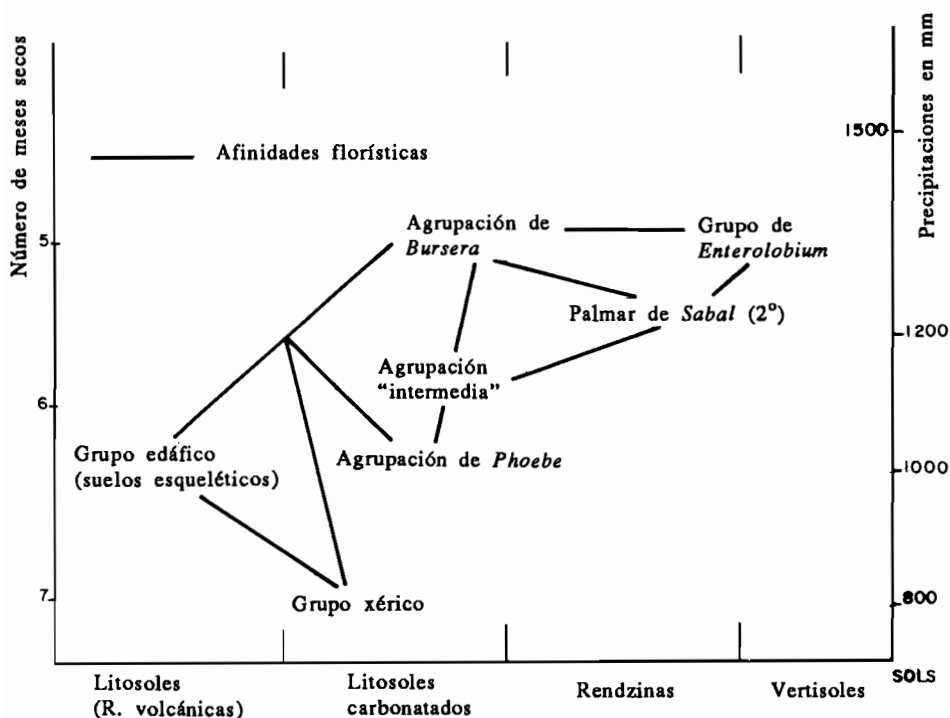 Número de meses secos
Precipitaciones en mm
1500
Afinidades florísticas
Agrupación de
Bursera
Grupo de
Enterolobium
5
Palmar de Sabal (2º)
1200
Agrupación
"intermedia"
6
Grupo edáfico
(suelos esqueléticos)
Agrupación de Phoebe
1000
7
Grupo xérico
800
SOLS
Litosoles
(R. volcánicas)
Litosoles
carbonatados
Rendzinas
Vertisoles